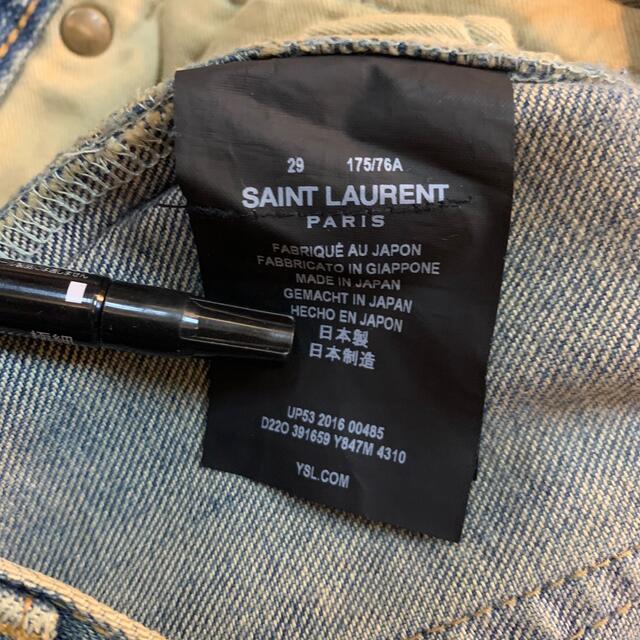 29 175/76A
SAINT LAURENT
PARIS
FABRIQUÉ AU JAPON
FABBRICATO IN GIAPPONE
MADE IN JAPAN
GEMACHT IN JAPAN
HECHO EN JAPON
日本製
日本制造
UP53 2016 00485
D22O 391659 Y847M 4310
YSL.COM